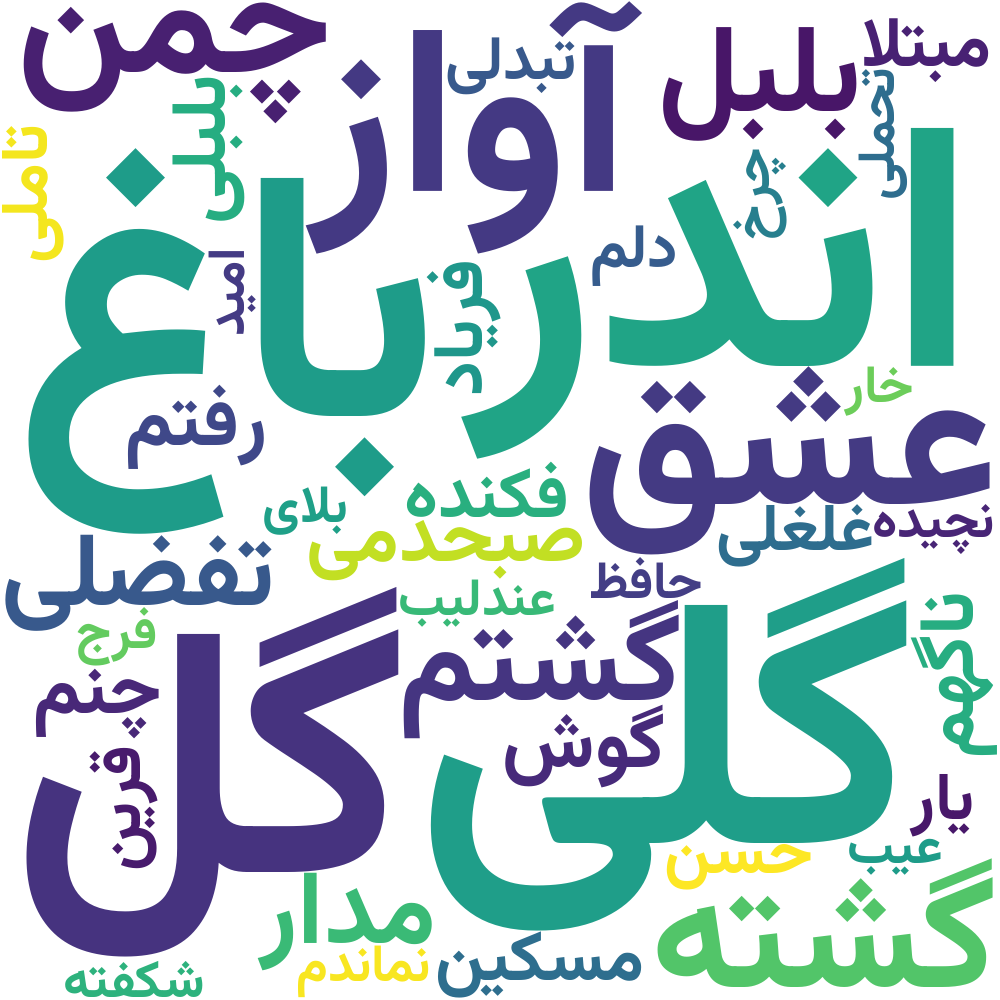 چمن
آواز
تبدلی
بلبل
مبتلا
تاملی
بلبلی
تحملی
چرخ
اندر
باغ
دلم
امید
فریاد
خار
رفتم
عشق
فکنده
بلای
نچیده
غلغلی
صبحدمی
تفضلی
حافظ
عندلیب
فرج
ناگهم
گل
گلی
گشتم
چنم
گوش
قرین
یار
عیب
حسن
گشته
مدار
مسکین
نماندم
شکفته